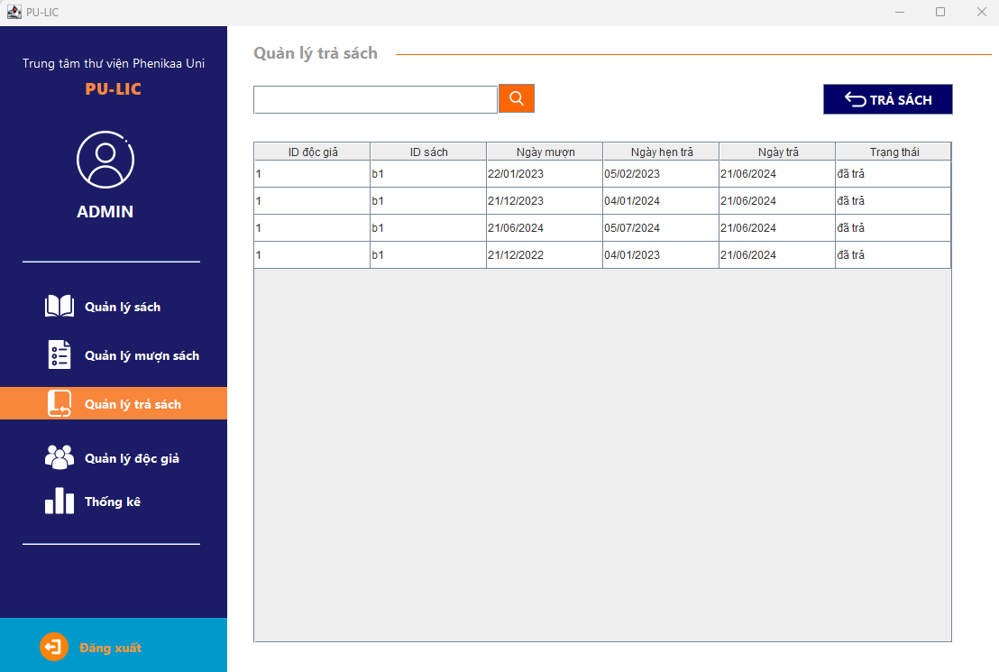 PU-LIC
Trung tâm thư viện Phenikaa Uni
PU-LIC
ADMIN
Quản lý sách
Quản lý mượn sách
Quản lý trả sách
Quản lý độc giả
Thống kê
Đăng xuất
Quản lý trả sách
TRẢ SÁCH
ID độc giả ID sách Ngày mượn Ngày hẹn trả Ngày trả Trạng thái
1 b1 22/01/2023 05/02/2023 21/06/2024 đã trả
1 b1 21/12/2023 04/01/2024 21/06/2024 đã trả
1 b1 21/06/2024 05/07/2024 21/06/2024 đã trả
1 b1 21/12/2022 04/01/2023 21/06/2024 đã trả